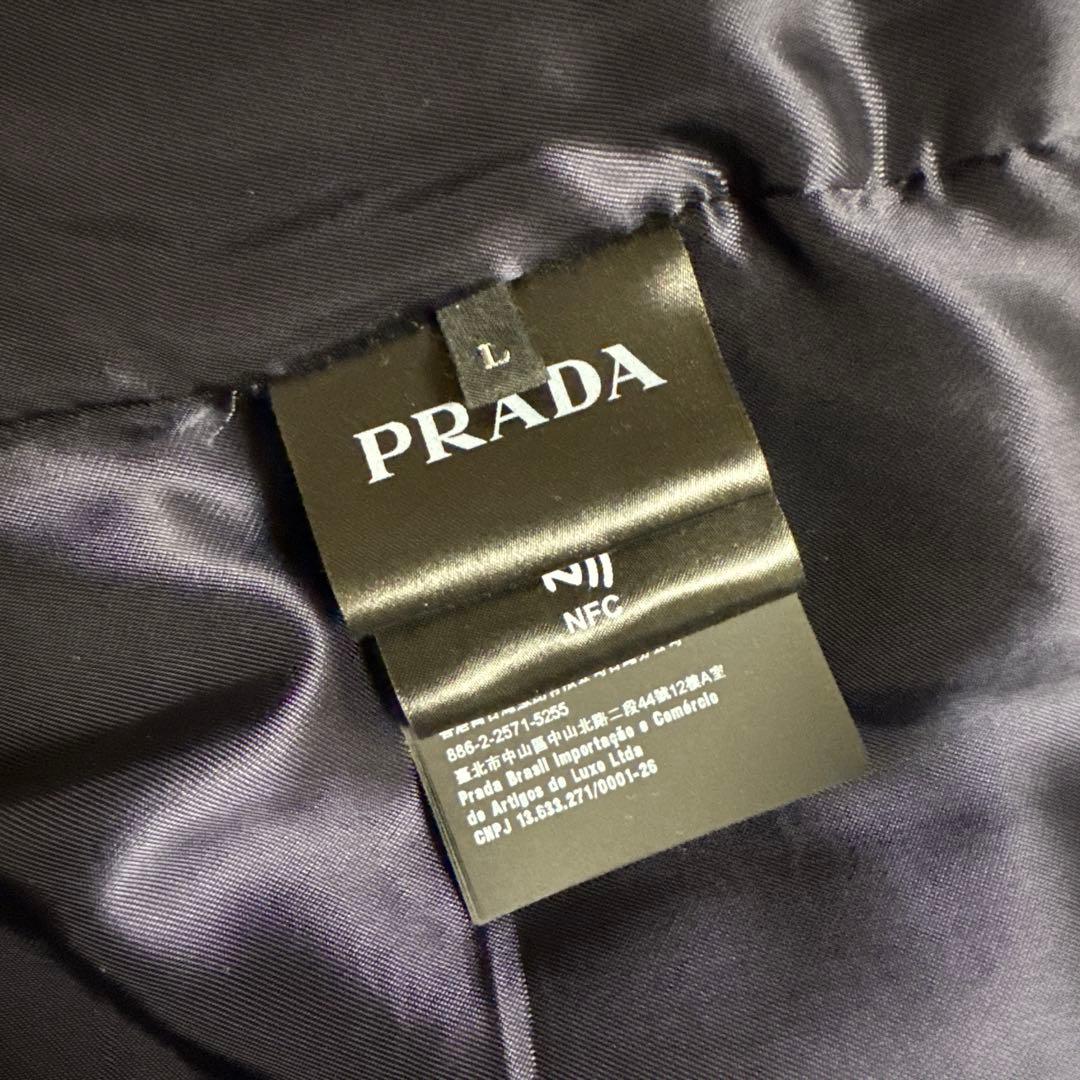 L
PRADA
NFC
886-2-2571-5255
臺北市中山區中山北路二段44號12樓A室
Prada Brasil Importação e Comércio
de Artigos de Luxo Ltda
CNPJ 13.633.271/0001-26